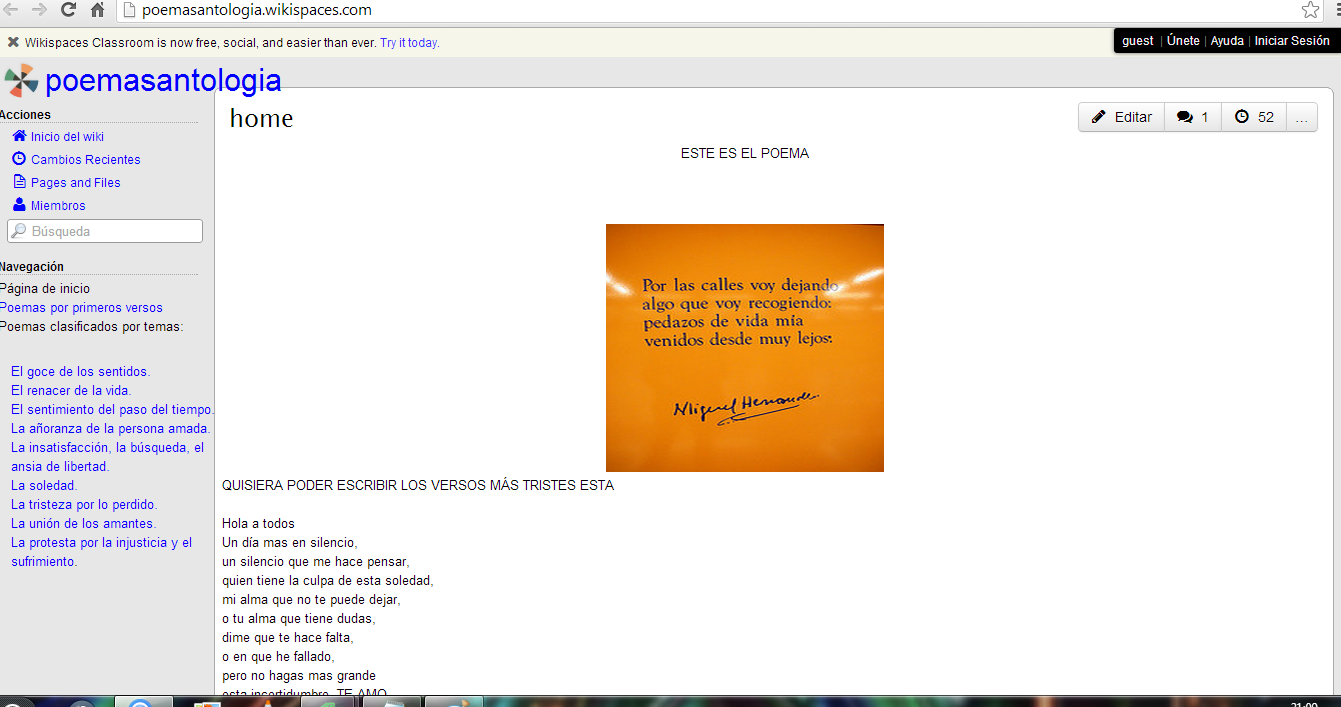 poemasantologia.wikispaces.com
Wikispaces Classroom is now free, social, and easier than ever. Try it today.
guest | Únete | Ayuda | Iniciar Sesión
poemasantologia
Acciones
Inicio del wiki
Cambios Recientes
Pages and Files
Miembros
Búsqueda
Navegación
Página de inicio
Poemas por primeros versos
Poemas clasificados por temas:
El goce de los sentidos.
El renacer de la vida.
El sentimiento del paso del tiempo.
La añoranza de la persona amada.
La insatisfacción, la búsqueda, el
ansia de libertad.
La soledad.
La tristeza por lo perdido.
La unión de los amantes.
La protesta por la injusticia y el
sufrimiento.
home
Editar 1 52 ...
ESTE ES EL POEMA
Por las calles voy dejando
algo que voy recogiendo:
pedazos de vida mía
venidos desde muy lejos:
Miguel Hernández
QUISIERA PODER ESCRIBIR LOS VERSOS MÁS TRISTES ESTA
Hola a todos
Un día mas en silencio,
un silencio que me hace pensar,
quien tiene la culpa de esta soledad,
mi alma que no te puede dejar,
o tu alma que tiene dudas,
dime que te hace falta,
o en que he fallado,
pero no hagas mas grande
esta incertidumbre. TE AMO